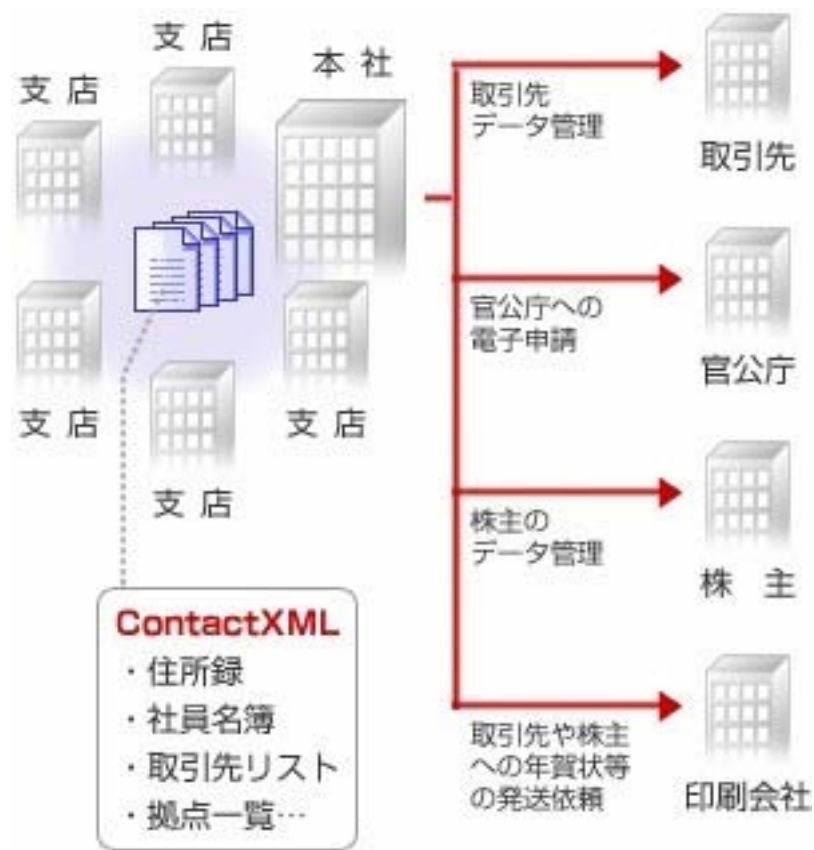 支店
本社
支店
取引先
データ管理
取引先
官公庁への
電子申請
官公庁
支店
支店
支店
株主の
データ管理
株主
ContactXML
・住所録
・社員名簿
・取引先リスト
・拠点一覧…
取引先や株主
への年賀状等
の発送依頼
印刷会社